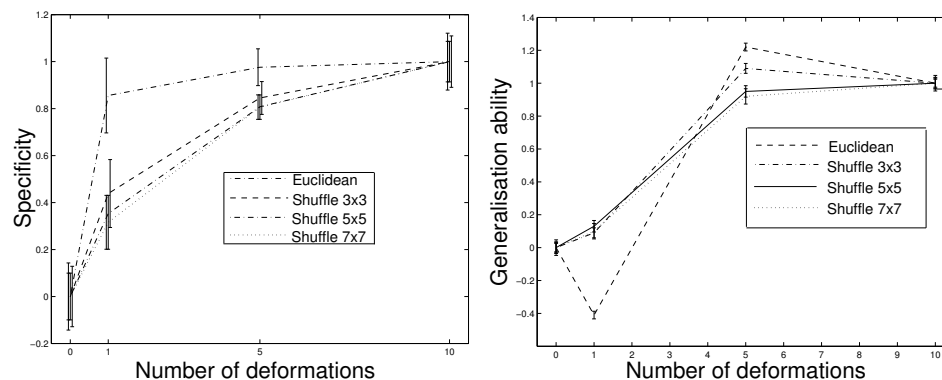 Specificity
1.2
1
0.8
0.6
0.4
0.2
0
−0.2
0 1 5 10
Number of deformations
Euclidean
Shuffle 3x3
Shuffle 5x5
Shuffle 7x7
Generalisation ability
1.4
1.2
1
0.8
0.6
0.4
0.2
0
−0.2
−0.4
0 1 2 3 4 5 6 7 8 9 10
Number of deformations
Euclidean
Shuffle 3x3
Shuffle 5x5
Shuffle 7x7